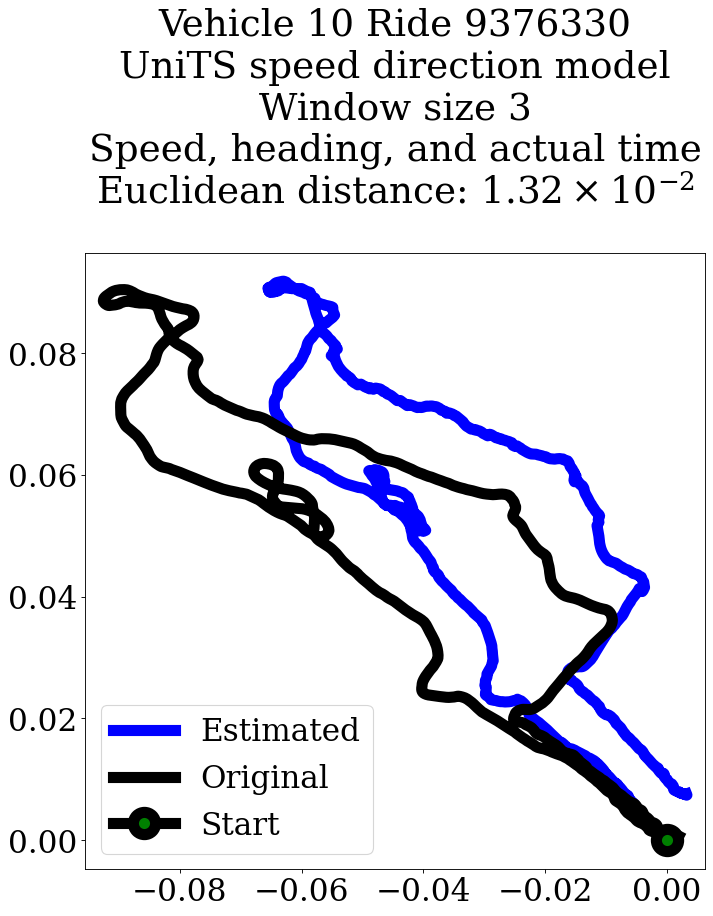 Vehicle 10 Ride 9376330
UniTS speed direction model
Window size 3
Speed, heading, and actual time
Euclidean distance: 1.32 × 10⁻²
0.08
0.06
0.04
0.02
0.00
Estimated
Original
Start
−0.08 −0.06 −0.04 −0.02 0.00